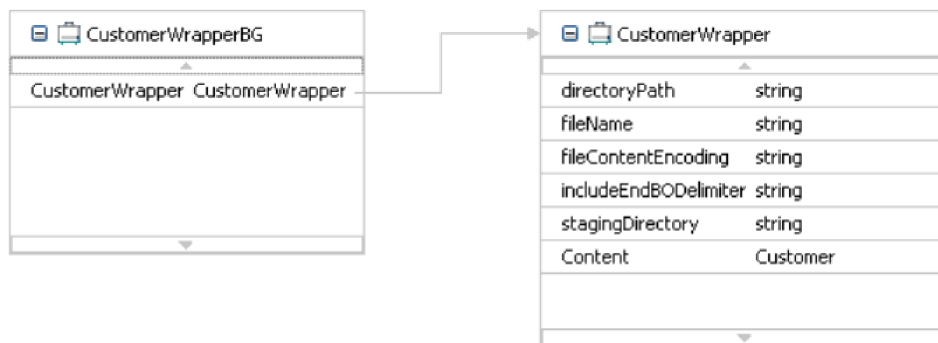 CustomerWrapperBG
CustomerWrapper CustomerWrapper
CustomerWrapper
directoryPath string
fileName string
fileContentEncoding string
includeEndBODelimiter string
stagingDirectory string
Content Customer